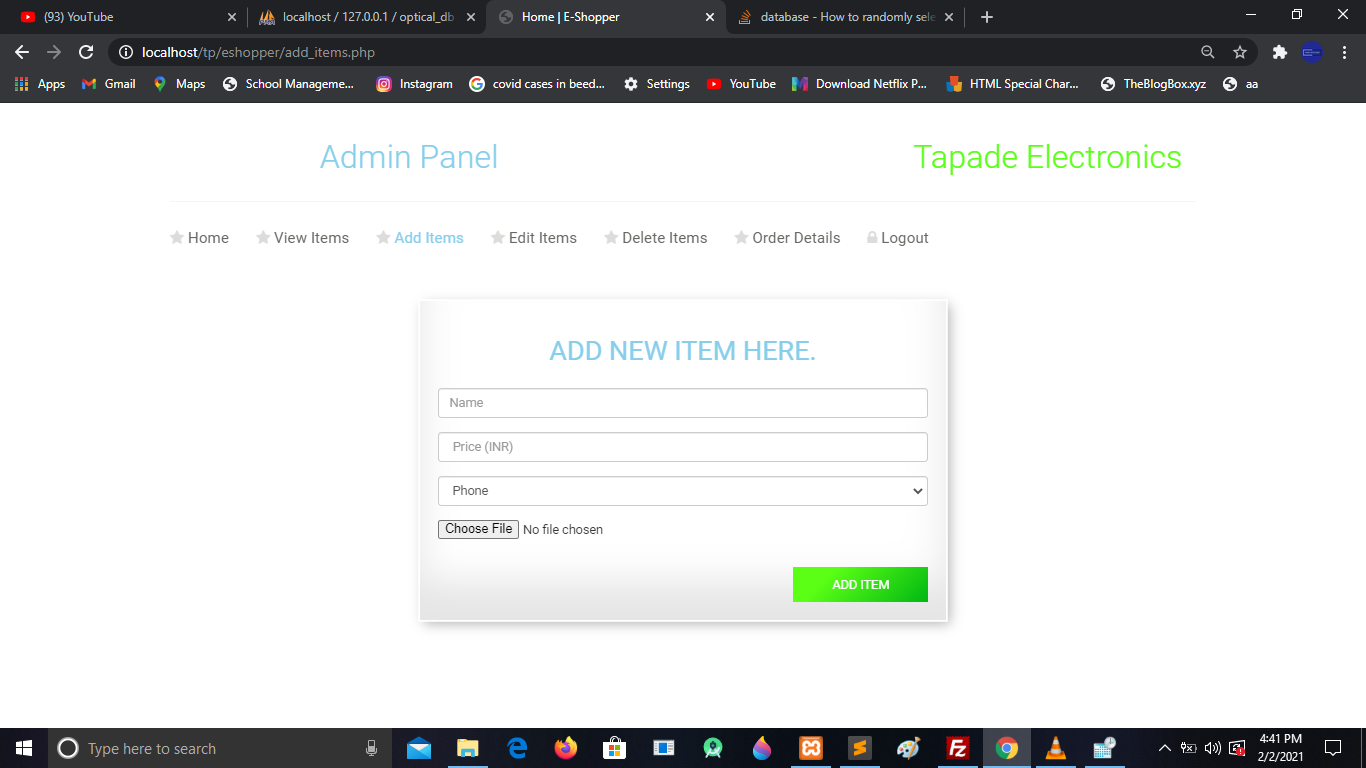 (93) YouTube
localhost / 127.0.0.1 / optical_db
Home | E-Shopper
database - How to randomly sele
localhost/tp/eshopper/add_items.php
Apps
Gmail
Maps
School Manageme...
Instagram
covid cases in beed...
Settings
YouTube
Download Netflix P...
HTML Special Char...
TheBlogBox.xyz
aa
Admin Panel
Tapade Electronics
Home
View Items
Add Items
Edit Items
Delete Items
Order Details
Logout
ADD NEW ITEM HERE.
Name
Price (INR)
Phone
Choose File No file chosen
ADD ITEM
Type here to search
4:41 PM
2/2/2021